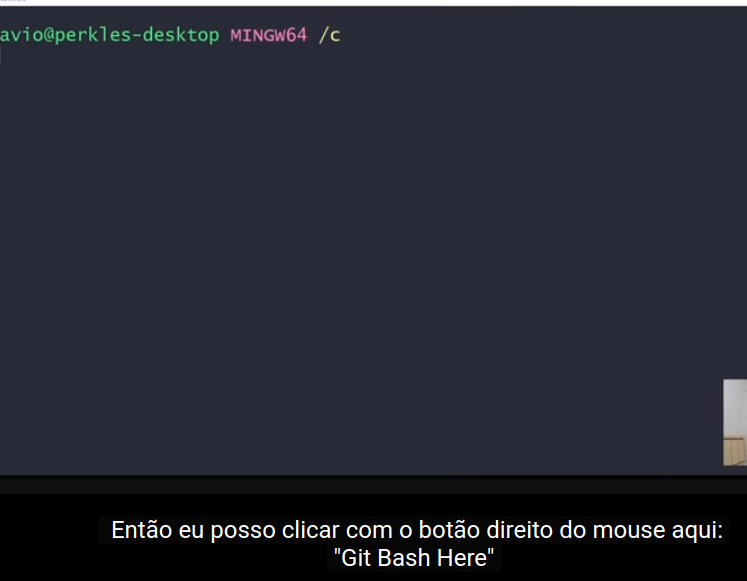 avio@perkles-desktop MINGW64 /c
Então eu posso clicar com o botão direito do mouse aqui:
"Git Bash Here"